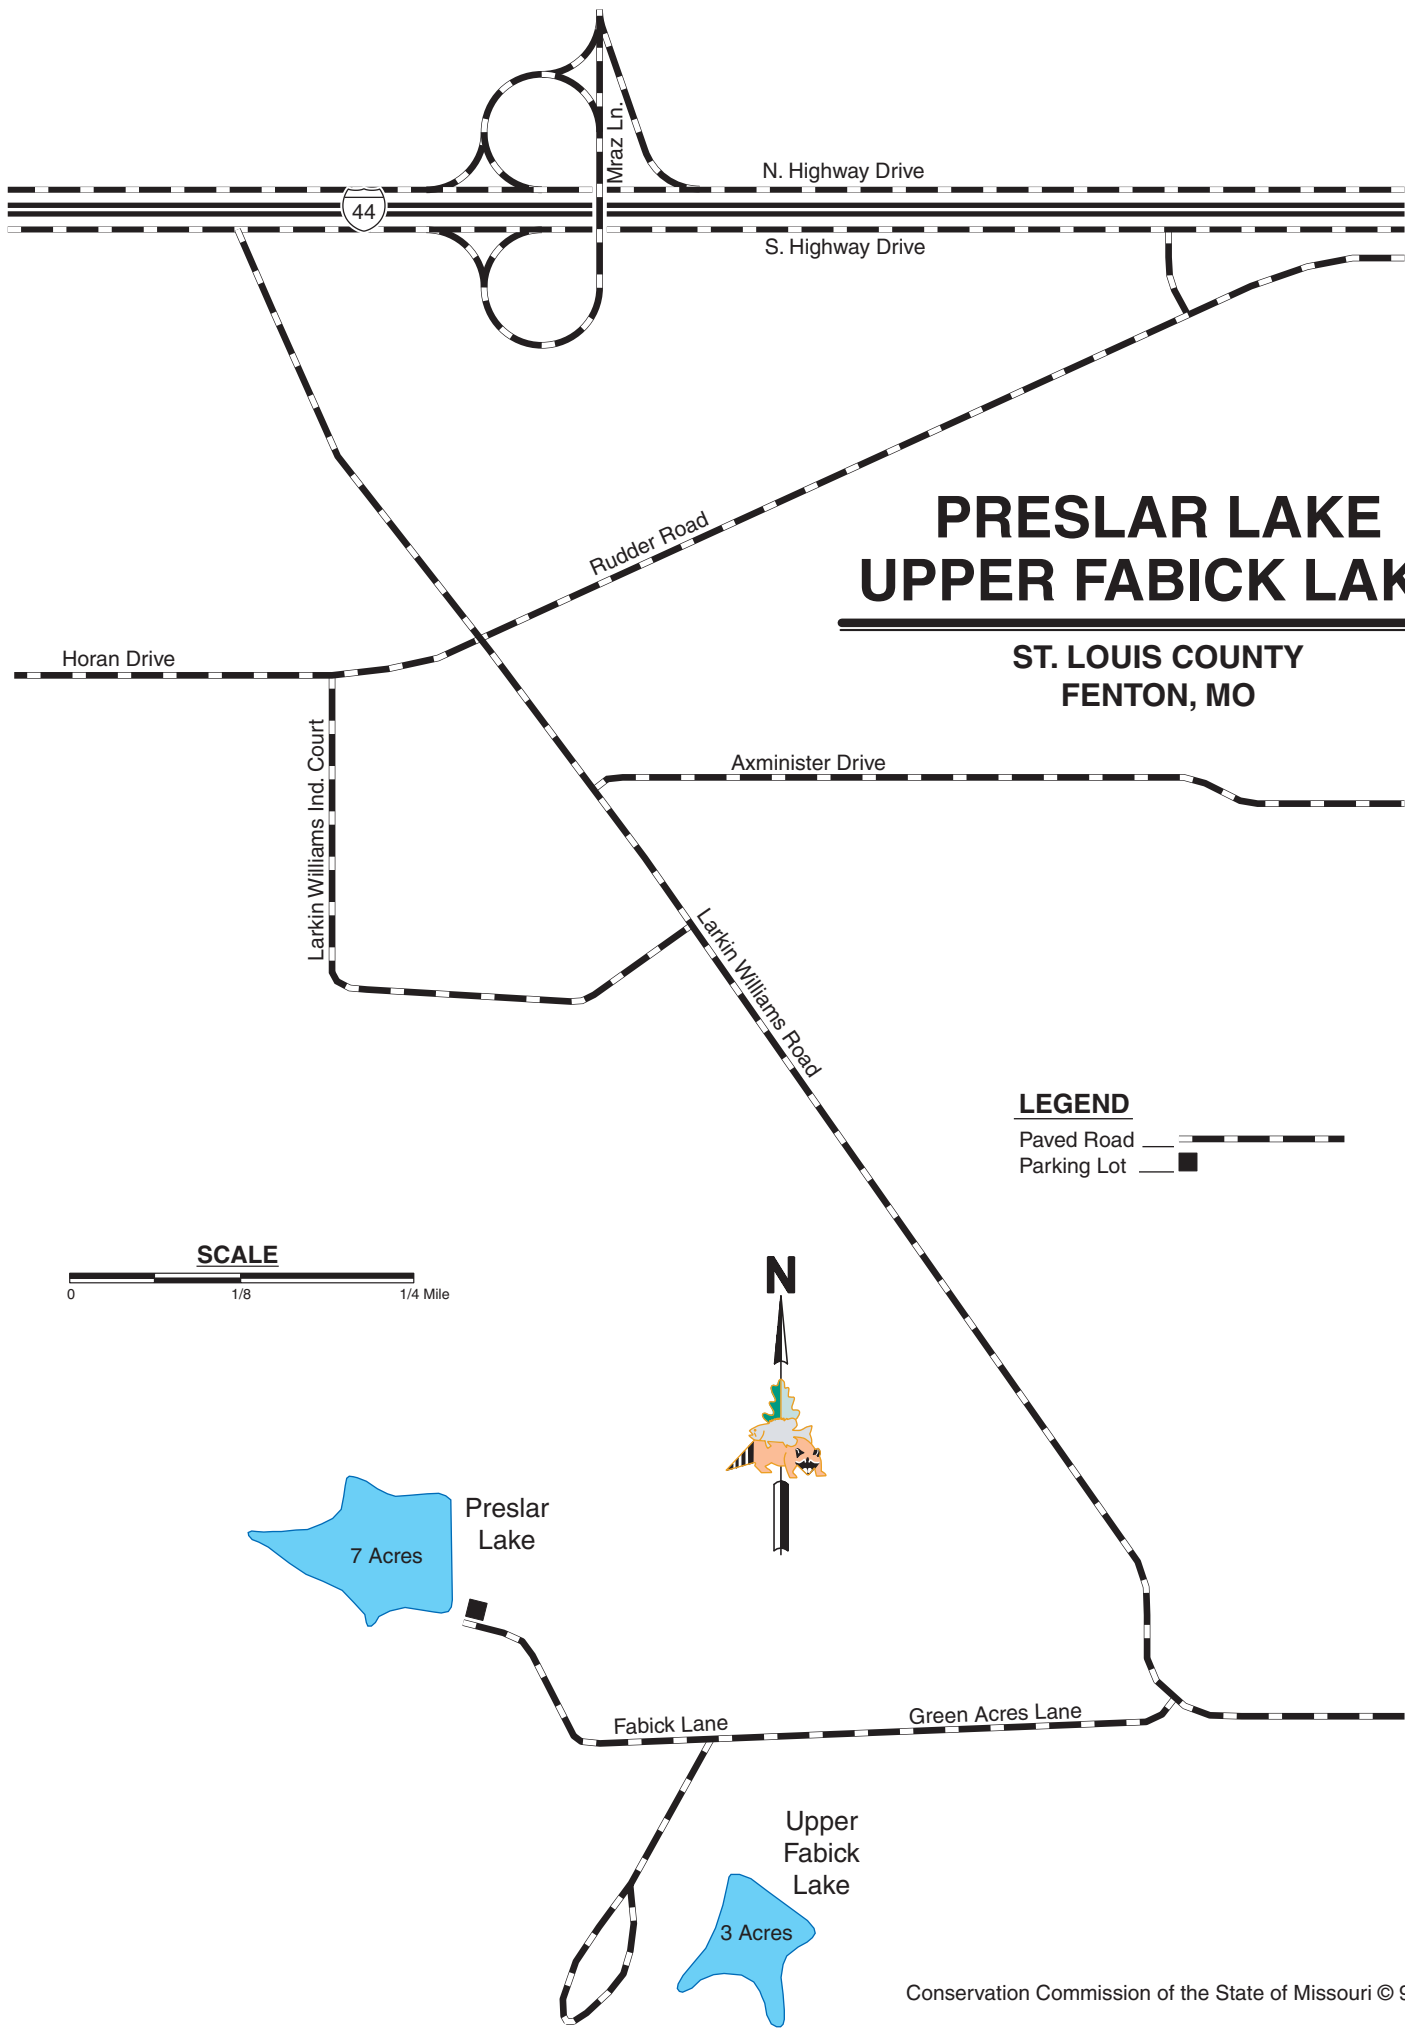 Mraz Ln.
N. Highway Drive
44
S. Highway Drive
PRESLAR LAKE
UPPER FABICK LAK
ST. LOUIS COUNTY
FENTON, MO
Rudder Road
Horan Drive
Larkin Williams Ind. Court
Axminister Drive
Larkin Williams Road
LEGEND
Paved Road
Parking Lot
SCALE
0 1/8 1/4 Mile
N
Preslar
Lake
7 Acres
Fabick Lane
Green Acres Lane
Upper
Fabick
Lake
3 Acres
Conservation Commission of the State of Missouri © 9